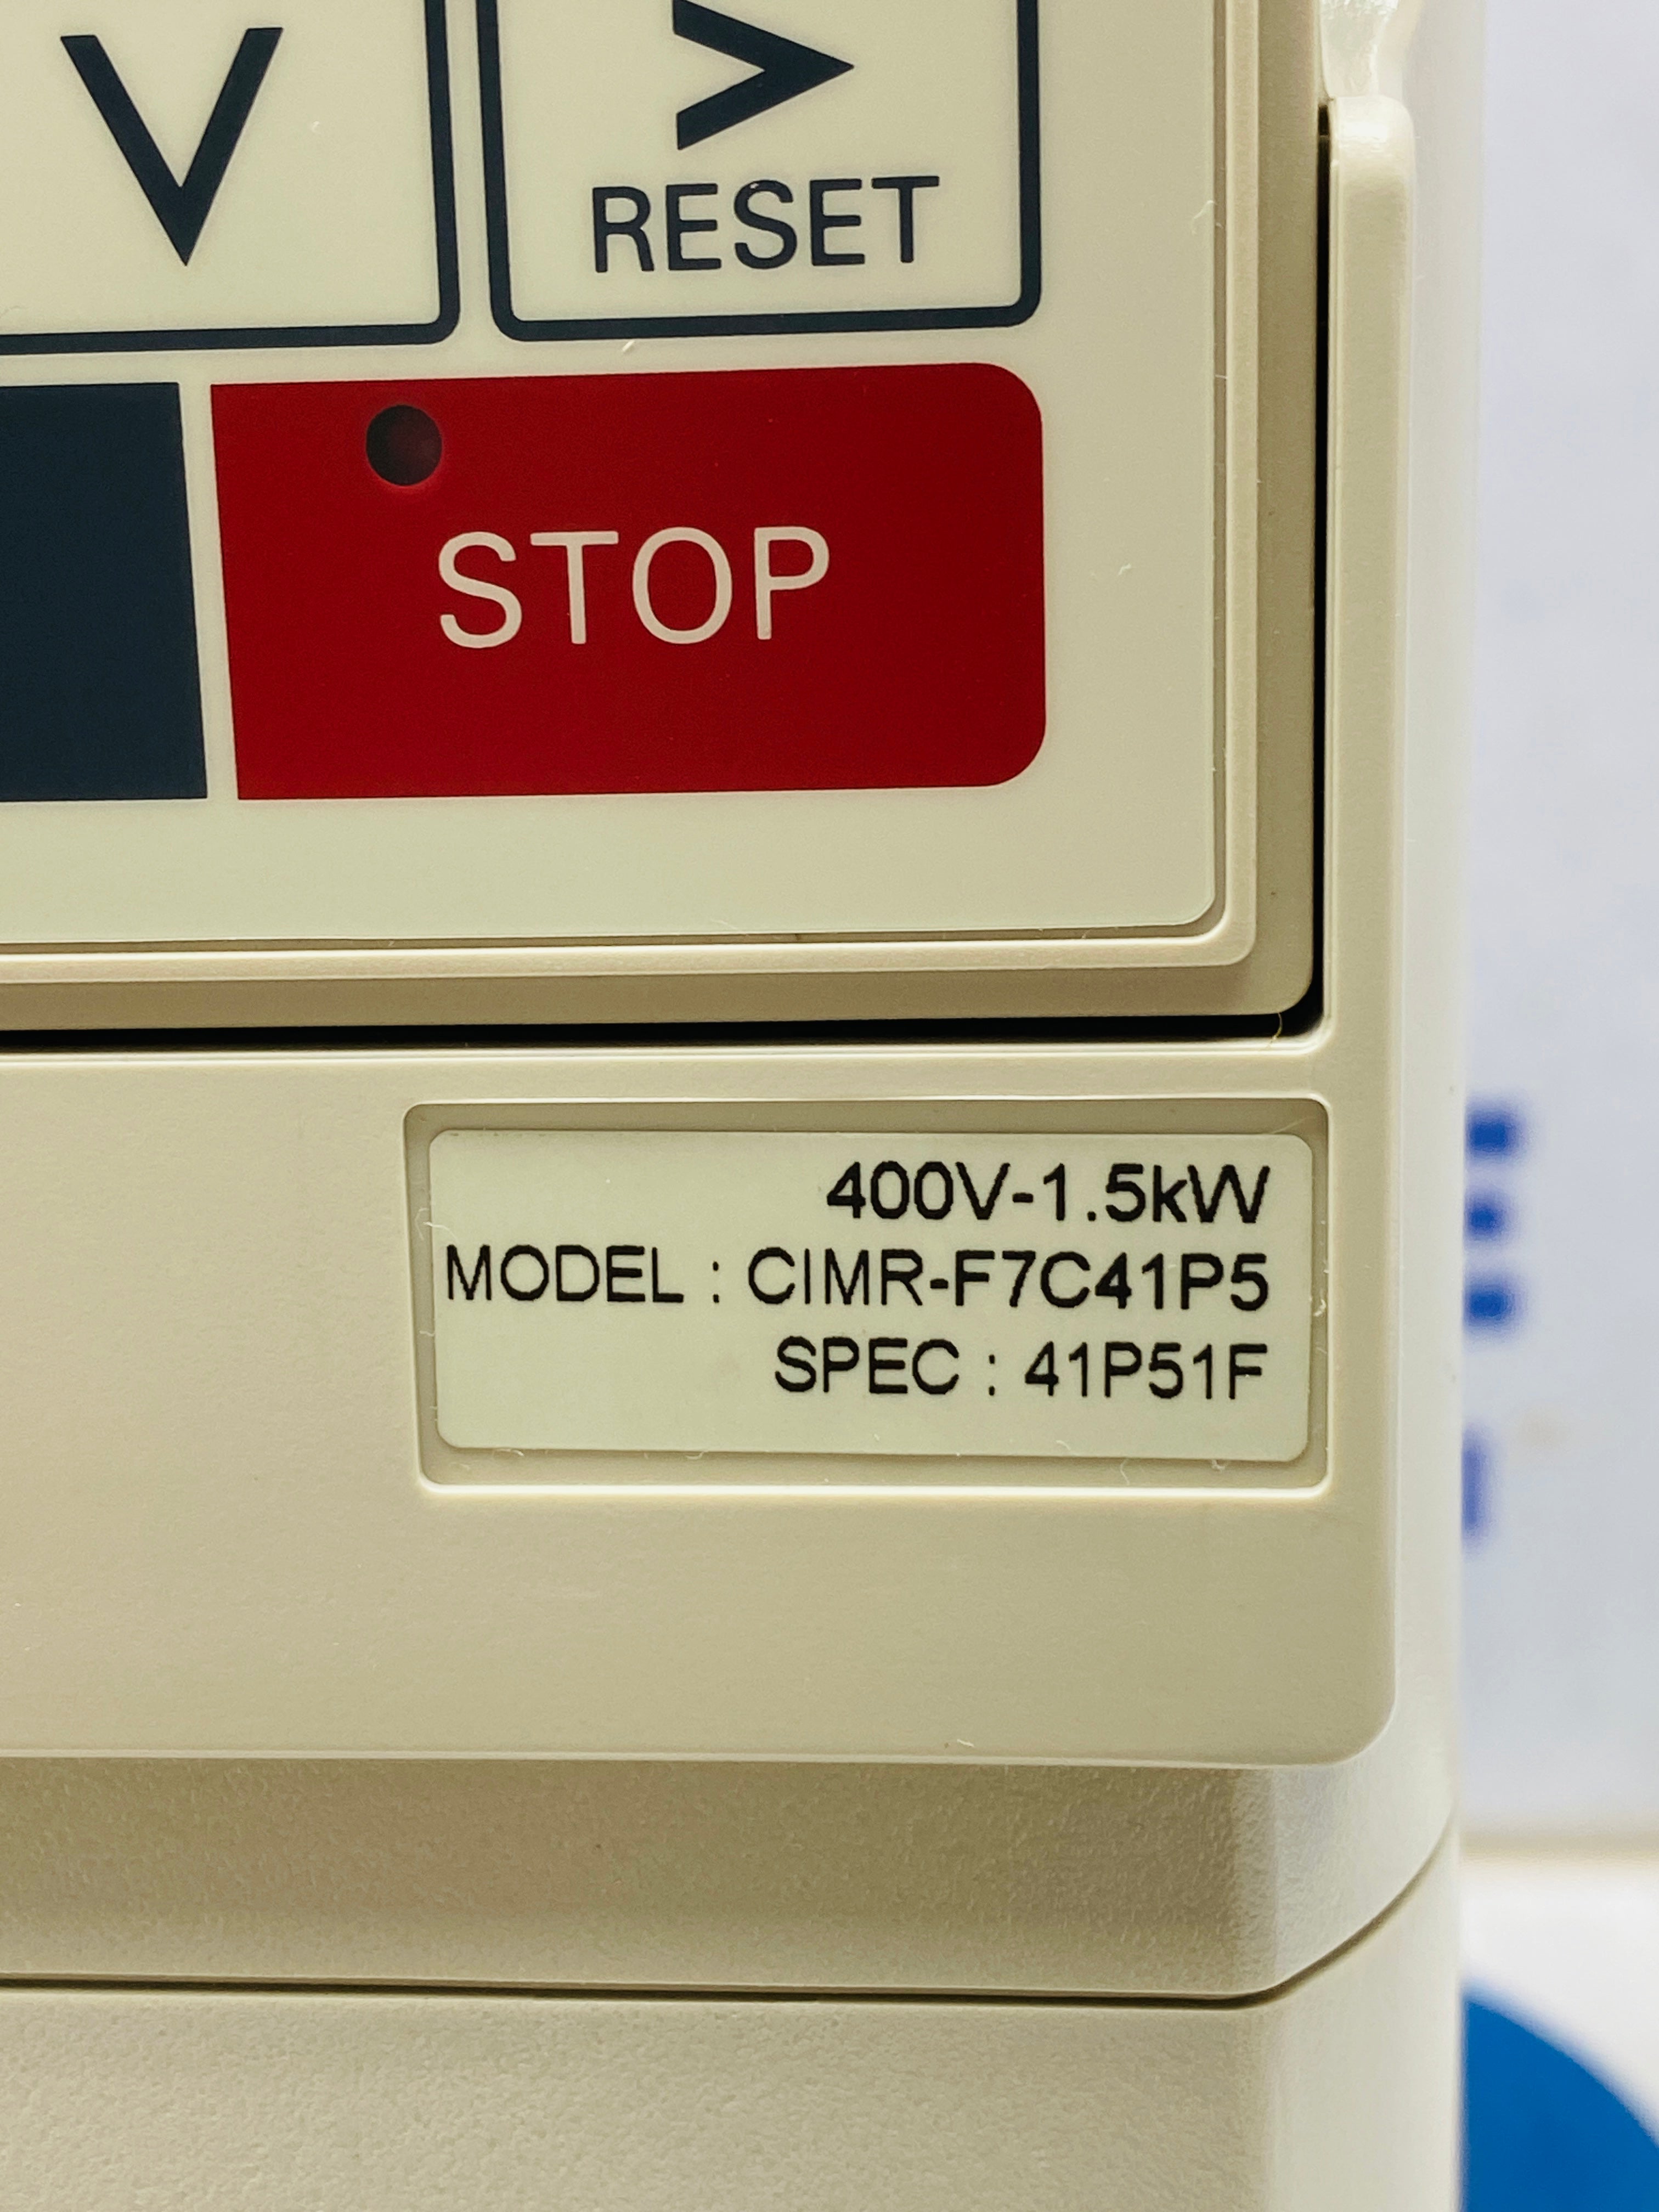 RESET
STOP
400V-1.5kW
MODEL : CIMR-F7C41P5
SPEC : 41P51F